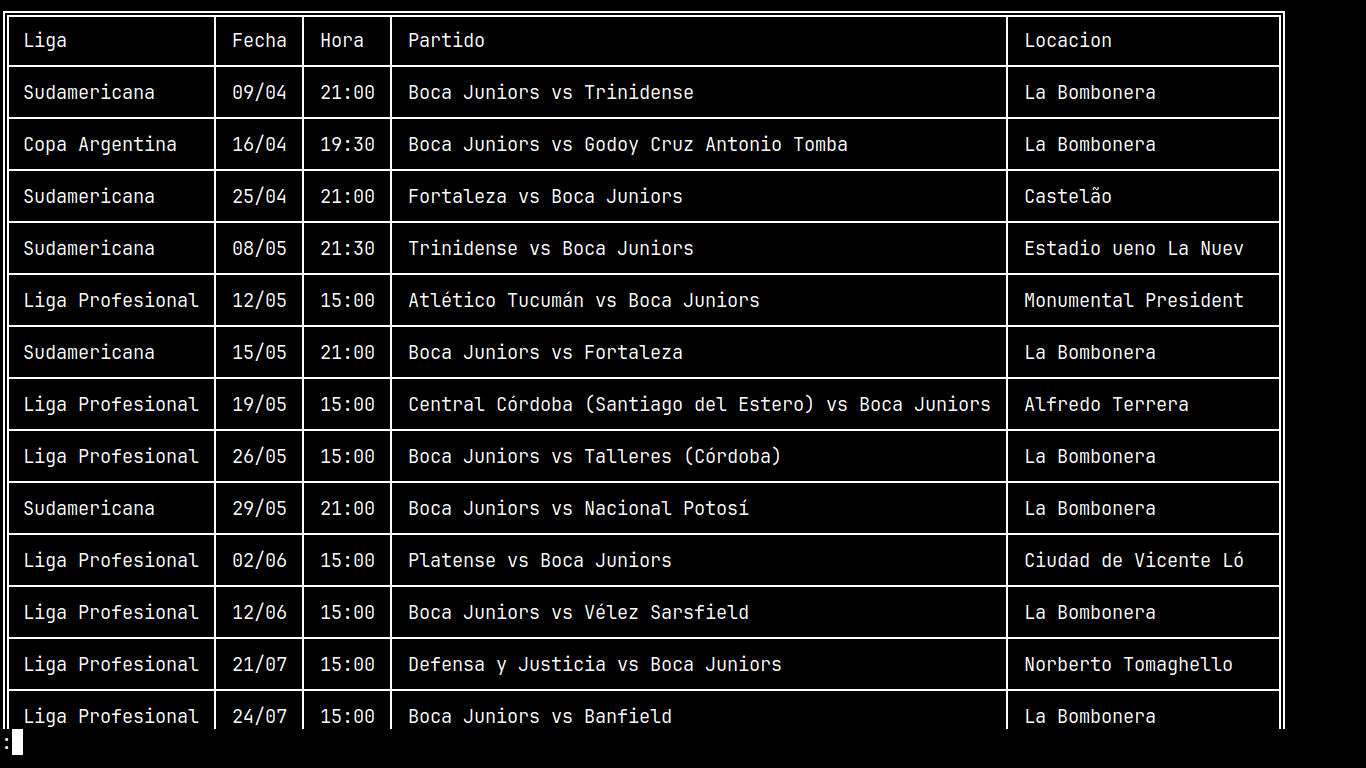 Liga Fecha Hora Partido Locacion
Sudamericana 09/04 21:00 Boca Juniors vs Trinidense La Bombonera
Copa Argentina 16/04 19:30 Boca Juniors vs Godoy Cruz Antonio Tomba La Bombonera
Sudamericana 25/04 21:00 Fortaleza vs Boca Juniors Castelão
Sudamericana 08/05 21:30 Trinidense vs Boca Juniors Estadio ueno La Nuev
Liga Profesional 12/05 15:00 Atlético Tucumán vs Boca Juniors Monumental President
Sudamericana 15/05 21:00 Boca Juniors vs Fortaleza La Bombonera
Liga Profesional 19/05 15:00 Central Córdoba (Santiago del Estero) vs Boca Juniors Alfredo Terrera
Liga Profesional 26/05 15:00 Boca Juniors vs Talleres (Córdoba) La Bombonera
Sudamericana 29/05 21:00 Boca Juniors vs Nacional Potosí La Bombonera
Liga Profesional 02/06 15:00 Platense vs Boca Juniors Ciudad de Vicente Ló
Liga Profesional 12/06 15:00 Boca Juniors vs Vélez Sarsfield La Bombonera
Liga Profesional 21/07 15:00 Defensa y Justicia vs Boca Juniors Norberto Tomaghello
Liga Profesional 24/07 15:00 Boca Juniors vs Banfield La Bombonera
: